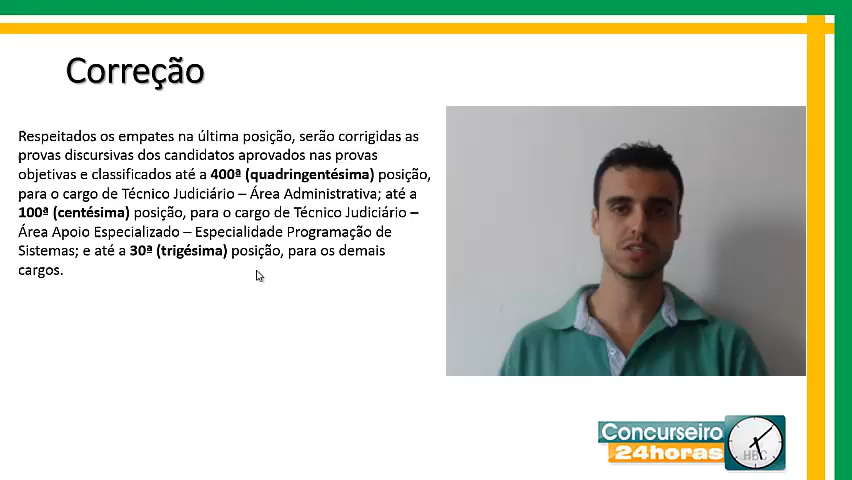 Correção
Respeitados os empates na última posição, serão corrigidas as
provas discursivas dos candidatos aprovados nas provas
objetivas e classificados até a 400ª (quadringentésima) posição,
para o cargo de Técnico Judiciário – Área Administrativa; até a
100ª (centésima) posição, para o cargo de Técnico Judiciário –
Área Apoio Especializado – Especialidade Programação de
Sistemas; e até a 30ª (trigésima) posição, para os demais
cargos.
Concurseiro
24horas
HBC